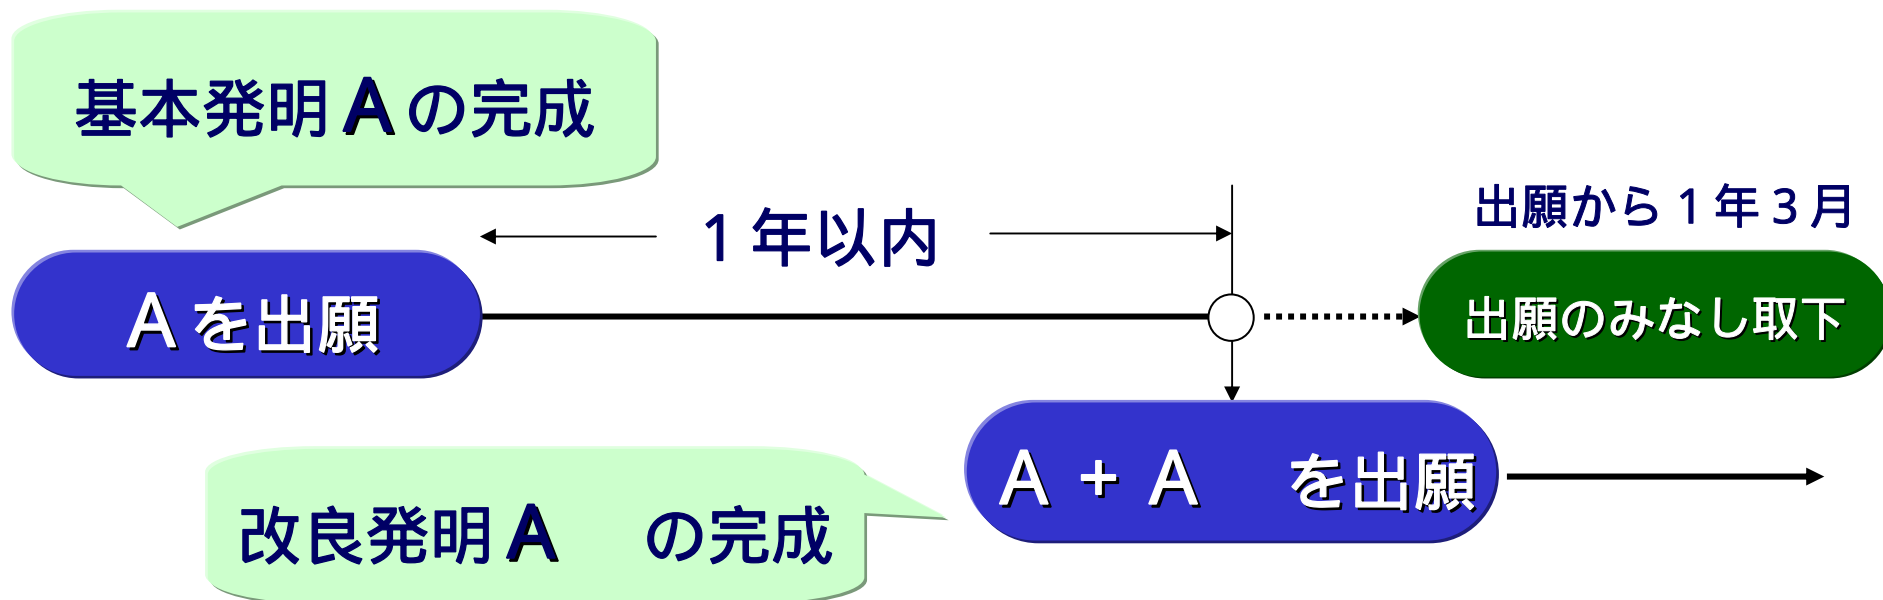 基本発明Aの完成
1年以内
出願から1年3月
Aを出願
出願のみなし取下
A + A　を出願
改良発明A　の完成